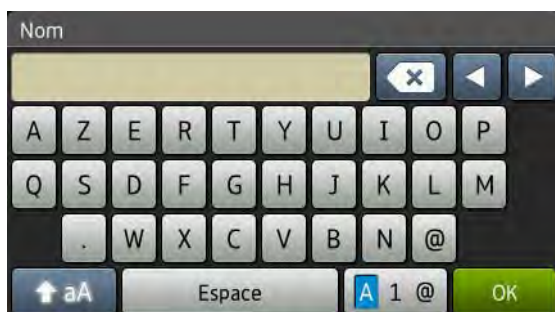 Nom
A Z E R T Y U I O P
Q S D F G H J K L M
. W X C V B N @
aA Espace A 1 @ OK